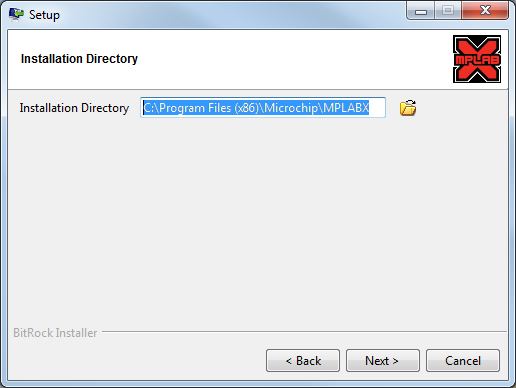 Setup
Installation Directory
MPLAB
Installation Directory C:\Program Files (x86)\Microchip\MPLABX
BitRock Installer
< Back Next > Cancel